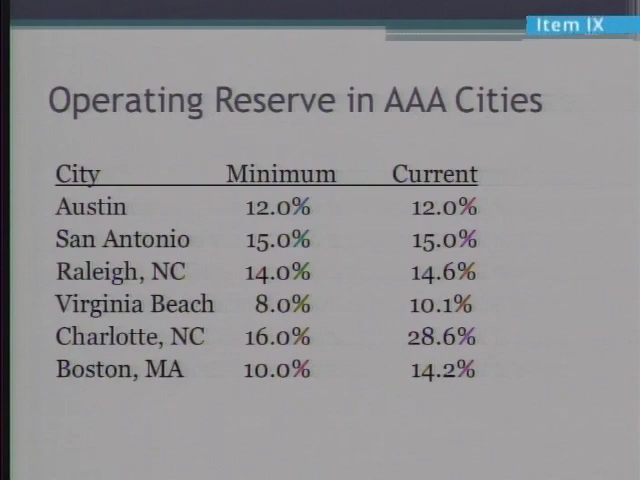 Item IX
Operating Reserve in AAA Cities
City Minimum Current
Austin 12.0% 12.0%
San Antonio 15.0% 15.0%
Raleigh, NC 14.0% 14.6%
Virginia Beach 8.0% 10.1%
Charlotte, NC 16.0% 28.6%
Boston, MA 10.0% 14.2%